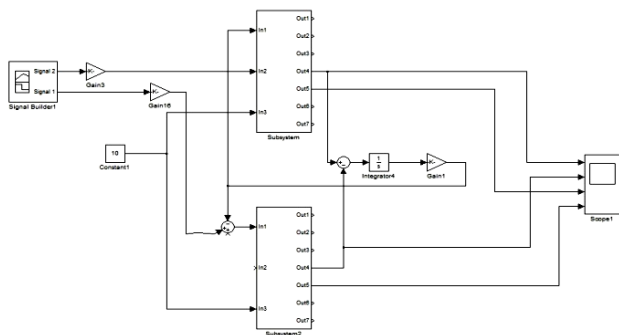 Out1
Out2
In1
Out3
Signal 2
In2
Out4
Gain3
Signal 1
Out5
Signal Builder1
Gain16
Out6
In3
Out7
Subsystem
10
Constant1
1
s
Integrator4
Gain1
Scope1
Out1
In1
Out2
Out3
In2
Out4
Out5
In3
Out6
Out7
Subsystem2